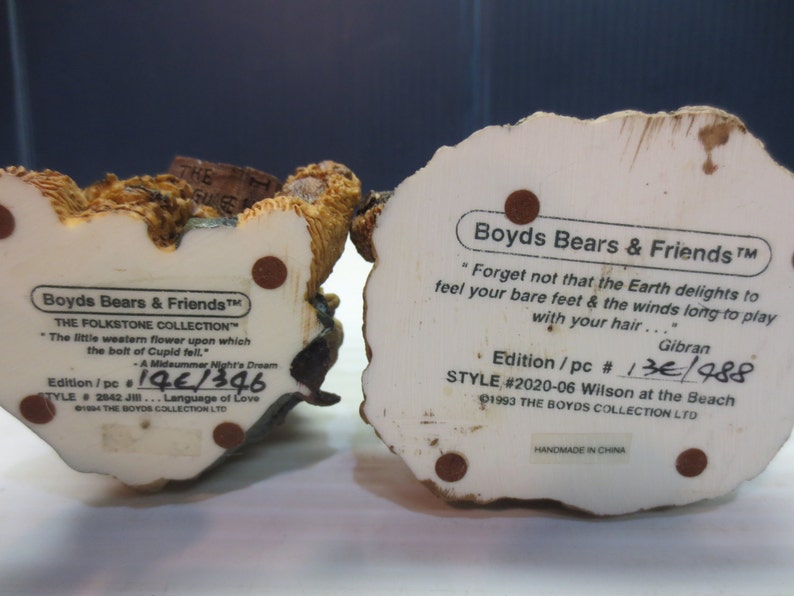 THE
Boyds Bears & Friends™
THE FOLKSTONE COLLECTION™
"The little western flower upon which
the bolt of Cupid fell."
- A Midsummer Night's Dream
Edition / pc # 14E/346
STYLE # 2842 Jill . . . Language of Love
©1994 THE BOYDS COLLECTION LTD
Boyds Bears & Friends™
"Forget not that the Earth delights to
feel your bare feet & the winds long to play
with your hair . . ."
Gibran
Edition / pc # 13E/488
STYLE #2020-06 Wilson at the Beach
©1993 THE BOYDS COLLECTION LTD
HANDMADE IN CHINA